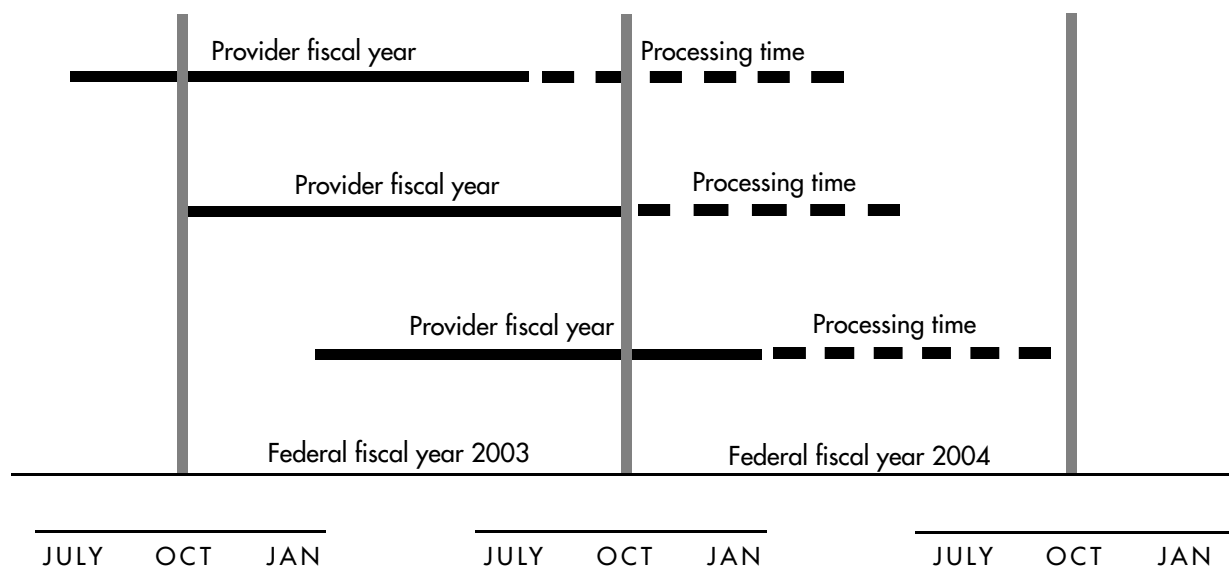 Provider fiscal year Processing time
Provider fiscal year Processing time
Provider fiscal year Processing time
Federal fiscal year 2003 Federal fiscal year 2004
JULY OCT JAN JULY OCT JAN JULY OCT JAN